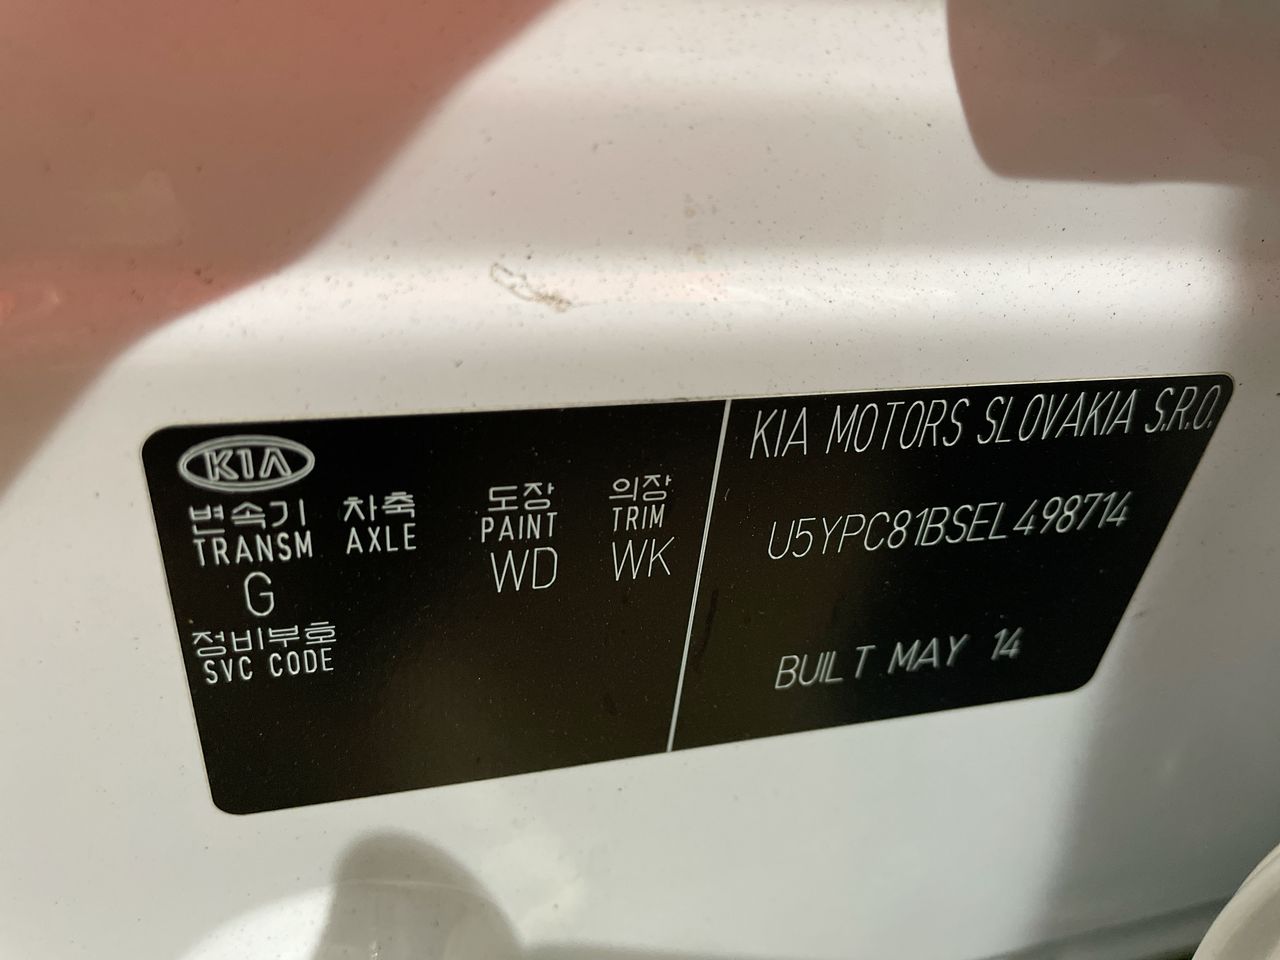 KIA
변속기 차축 도장 의장
TRANSM AXLE PAINT TRIM
G WD WK
정비부호
SVC CODE
KIA MOTORS SLOVAKIA S.R.O.
U5YPC81BSEL498714
BUILT MAY 14